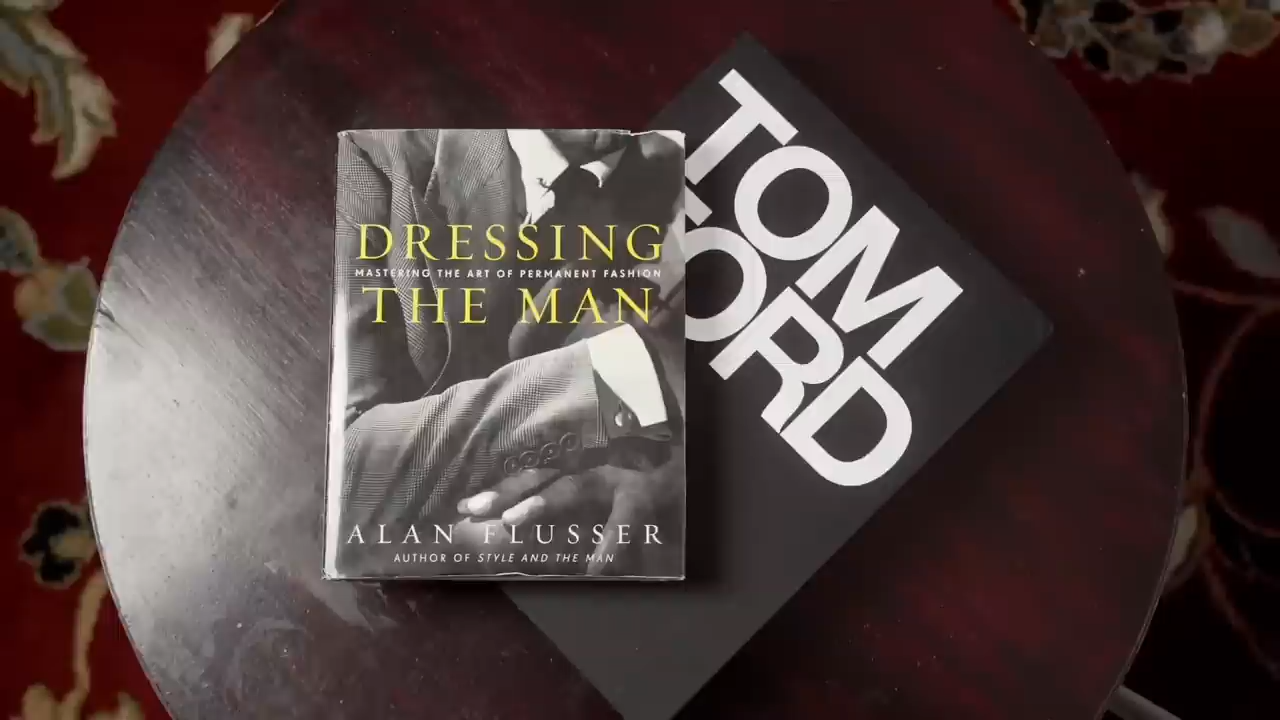 DRESSING
MASTERING THE ART OF PERMANENT FASHION
THE MAN
ALAN FLUSSER
AUTHOR OF STYLE AND THE MAN
TOM
FORD